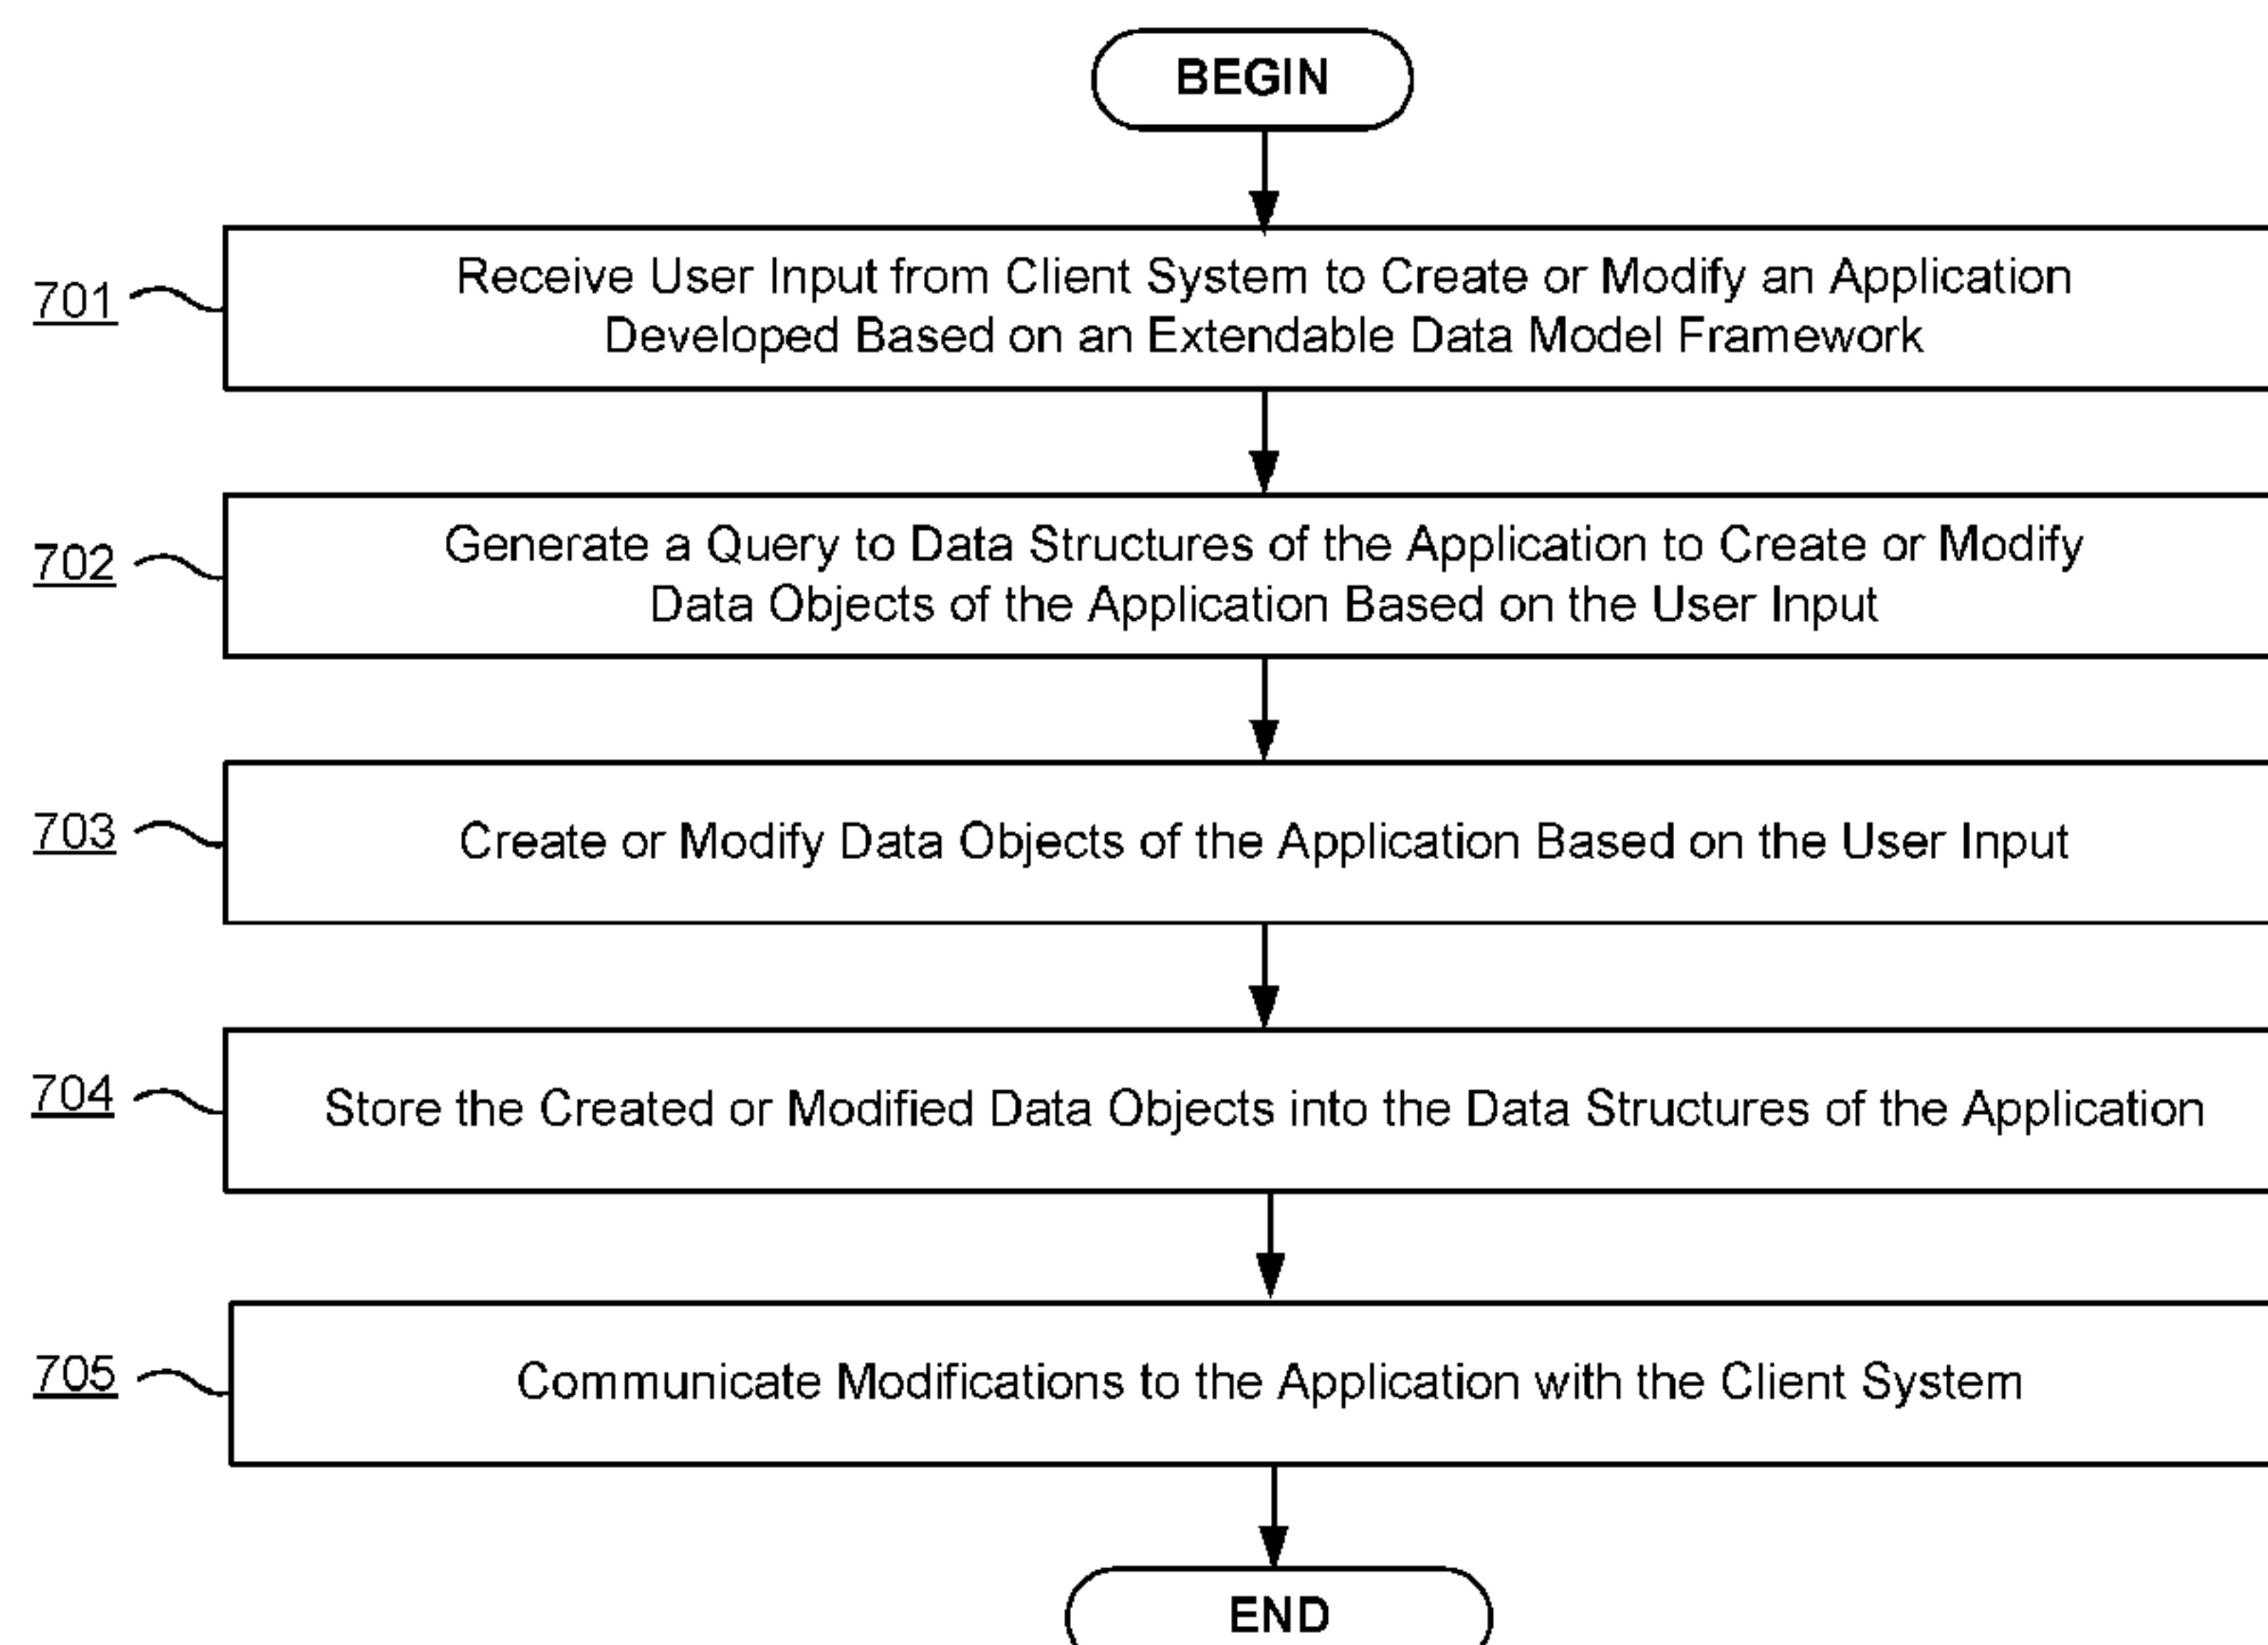 BEGIN
701
Receive User Input from Client System to Create or Modify an Application
Developed Based on an Extendable Data Model Framework
702
Generate a Query to Data Structures of the Application to Create or Modify
Data Objects of the Application Based on the User Input
703
Create or Modify Data Objects of the Application Based on the User Input
704
Store the Created or Modified Data Objects into the Data Structures of the Application
705
Communicate Modifications to the Application with the Client System
END